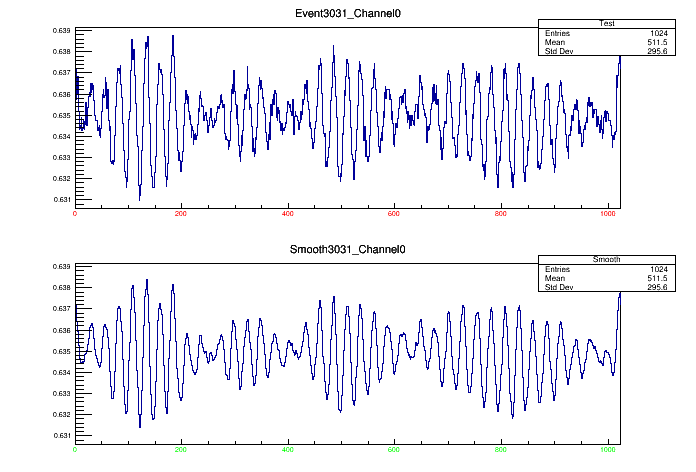 Event3031_Channel0
Test
Entries 1024
Mean 511.5
Std Dev 295.6
0.639
0.638
0.637
0.636
0.635
0.634
0.633
0.632
0.631
0 200 400 600 800 1000
Smooth3031_Channel0
Smooth
Entries 1024
Mean 511.5
Std Dev 295.6
0.639
0.638
0.637
0.636
0.635
0.634
0.633
0.632
0.631
0 200 400 600 800 1000